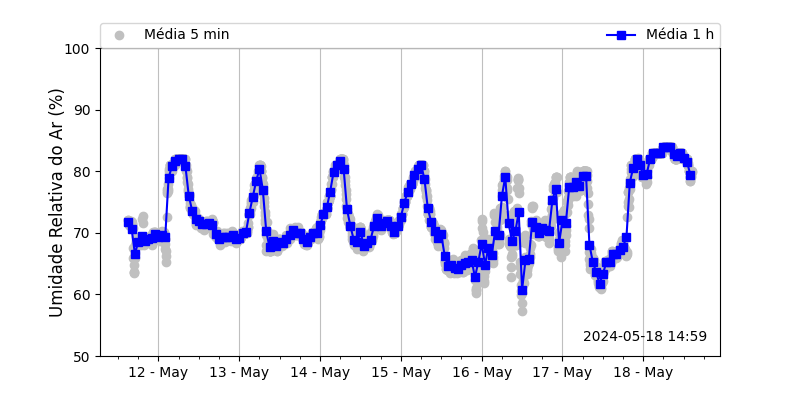 Média 5 min
Média 1 h
Umidade Relativa do Ar (%)
100
90
80
70
60
50
2024-05-18 14:59
12 - May
13 - May
14 - May
15 - May
16 - May
17 - May
18 - May